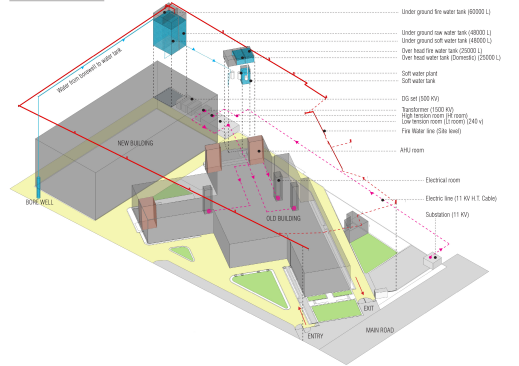 Under ground fire water tank (60000 L)
Under ground raw water tank (48000 L)
Under ground soft water tank (48000 L)
Over head fire water tank (25000 L)
Over head water tank (Domestic) (25000 L)
Soft water plant
Soft water tank
DG set (500 KV)
Transformer (1500 KV)
High tension room (Ht room)
Low tension room (Lt room) (240 v)
Fire Water line (Site level)
AHU room
Electrical room
Electric line (11 KV H.T. Cable)
Substation (11 KV)
Water from borewell to water tank
NEW BUILDING
BORE WELL
OLD BUILDING
EXIT
ENTRY
MAIN ROAD